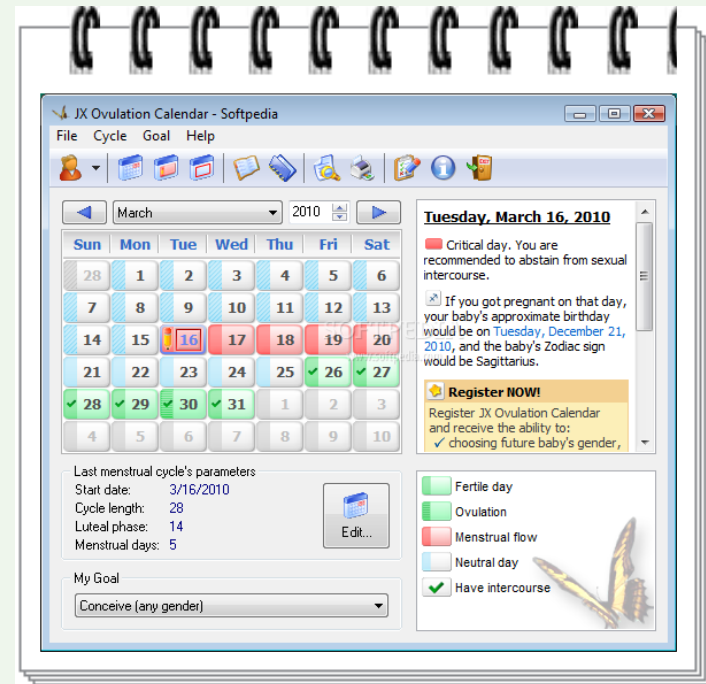 JX Ovulation Calendar - Softpedia
File Cycle Goal Help
March 2010
Sun Mon Tue Wed Thu Fri Sat
28 1 2 3 4 5 6
7 8 9 10 11 12 13
14 15 16 17 18 19 20
21 22 23 24 25 26 27
28 29 30 31 1 2 3
4 5 6 7 8 9 10
SOFTPEDIA
www.softpedia.com
Tuesday, March 16, 2010
Critical day. You are
recommended to abstain from sexual
intercourse.
If you got pregnant on that day,
your baby's approximate birthday
would be on Tuesday, December 21,
2010, and the baby's Zodiac sign
would be Sagittarius.
Register NOW!
Register JX Ovulation Calendar
and receive the ability to:
choosing future baby's gender,
Last menstrual cycle's parameters
Start date: 3/16/2010
Cycle length: 28
Luteal phase: 14
Menstrual days: 5
Edit...
My Goal
Conceive (any gender)
Fertile day
Ovulation
Menstrual flow
Neutral day
Have intercourse